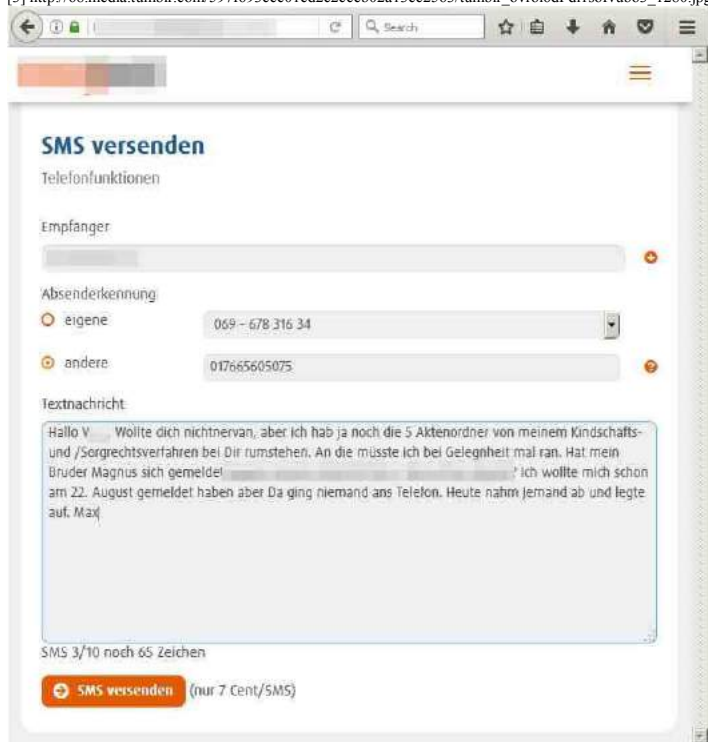 Search
SMS versenden
Telefonfunktionen
Empfänger
Absenderkennung
eigene
069 – 678 316 34
andere
017665605075
Textnachricht
Hallo V Wollte dich nichtnervan, aber ich hab ja noch die 5 Aktenordner von meinem Kindschafts-
und /Sorgrechtsverfahren bei Dir rumstehen. An die müsste ich bei Gelegnheit mal ran. Hat mein
Bruder Magnus sich gemeldet ? ich wollte mich schon
am 22. August gemeldet haben aber Da ging niemand ans Telefon. Heute nahm jemand ab und legte
auf. Max
SMS 3/10 noch 65 Zeichen
SMS versenden (nur 7 Cent/SMS)